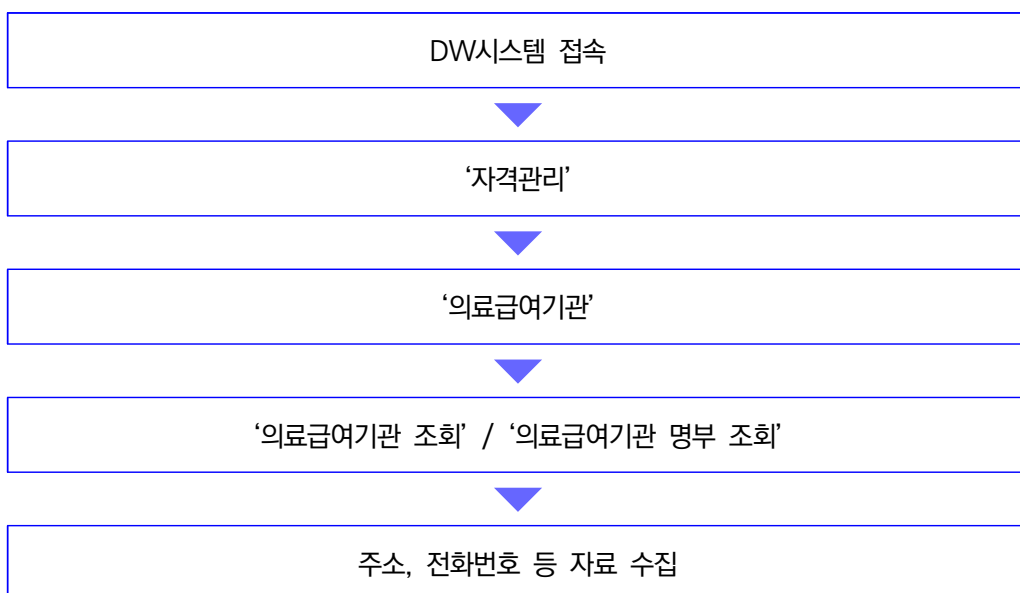 DW시스템 접속
‘자격관리’
‘의료급여기관’
‘의료급여기관 조회’ / ‘의료급여기관 명부 조회’
주소, 전화번호 등 자료 수집